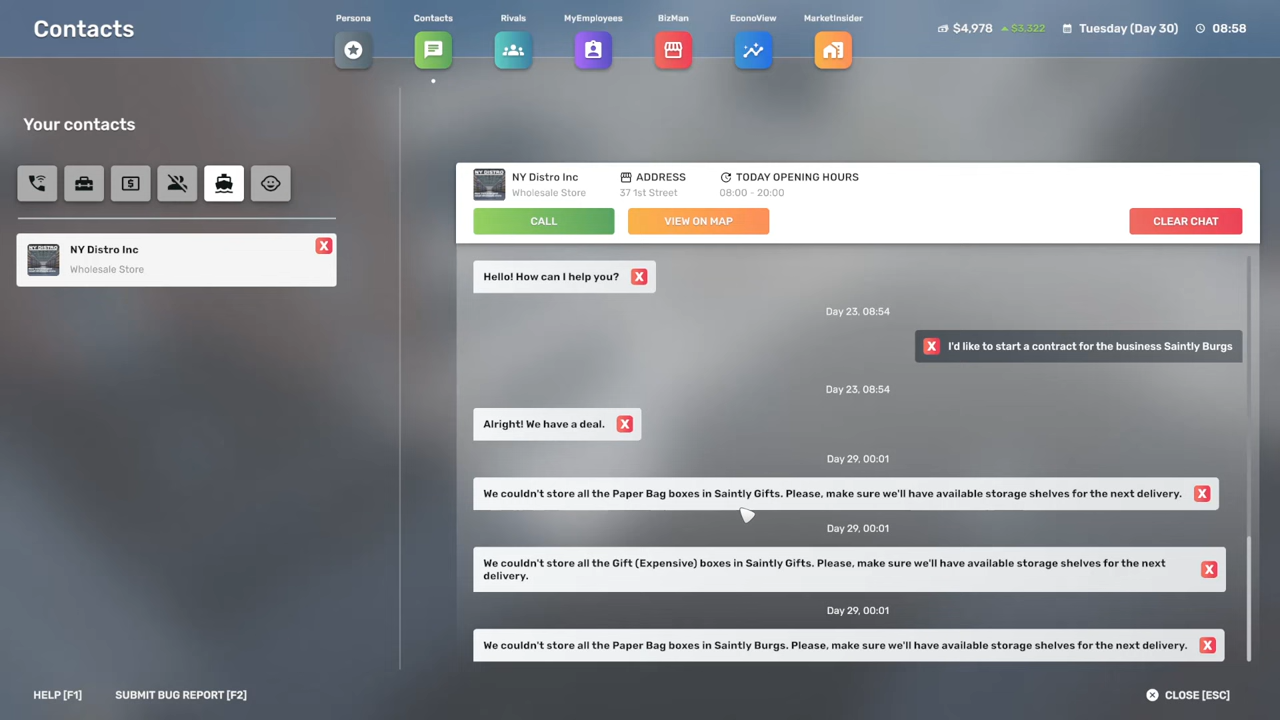 Contacts
Persona
Contacts
Rivals
MyEmployees
BizMan
EconoView
MarketInsider
$4,978
$3,322
Tuesday (Day 30)
08:58
Your contacts
NY Distro Inc
Wholesale Store
X
NY DISTRO
NY Distro Inc
Wholesale Store
ADDRESS
37 1st Street
TODAY OPENING HOURS
08:00 - 20:00
CALL
VIEW ON MAP
CLEAR CHAT
Hello! How can I help you? X
Day 23, 08:54
X I'd like to start a contract for the business Saintly Burgs
Day 23, 08:54
Alright! We have a deal. X
Day 29, 00:01
We couldn't store all the Paper Bag boxes in Saintly Gifts. Please, make sure we'll have available storage shelves for the next delivery. X
Day 29, 00:01
We couldn't store all the Gift (Expensive) boxes in Saintly Gifts. Please, make sure we'll have available storage shelves for the next
delivery. X
Day 29, 00:01
We couldn't store all the Paper Bag boxes in Saintly Burgs. Please, make sure we'll have available storage shelves for the next delivery. X
HELP [F1]
SUBMIT BUG REPORT [F2]
CLOSE [ESC]